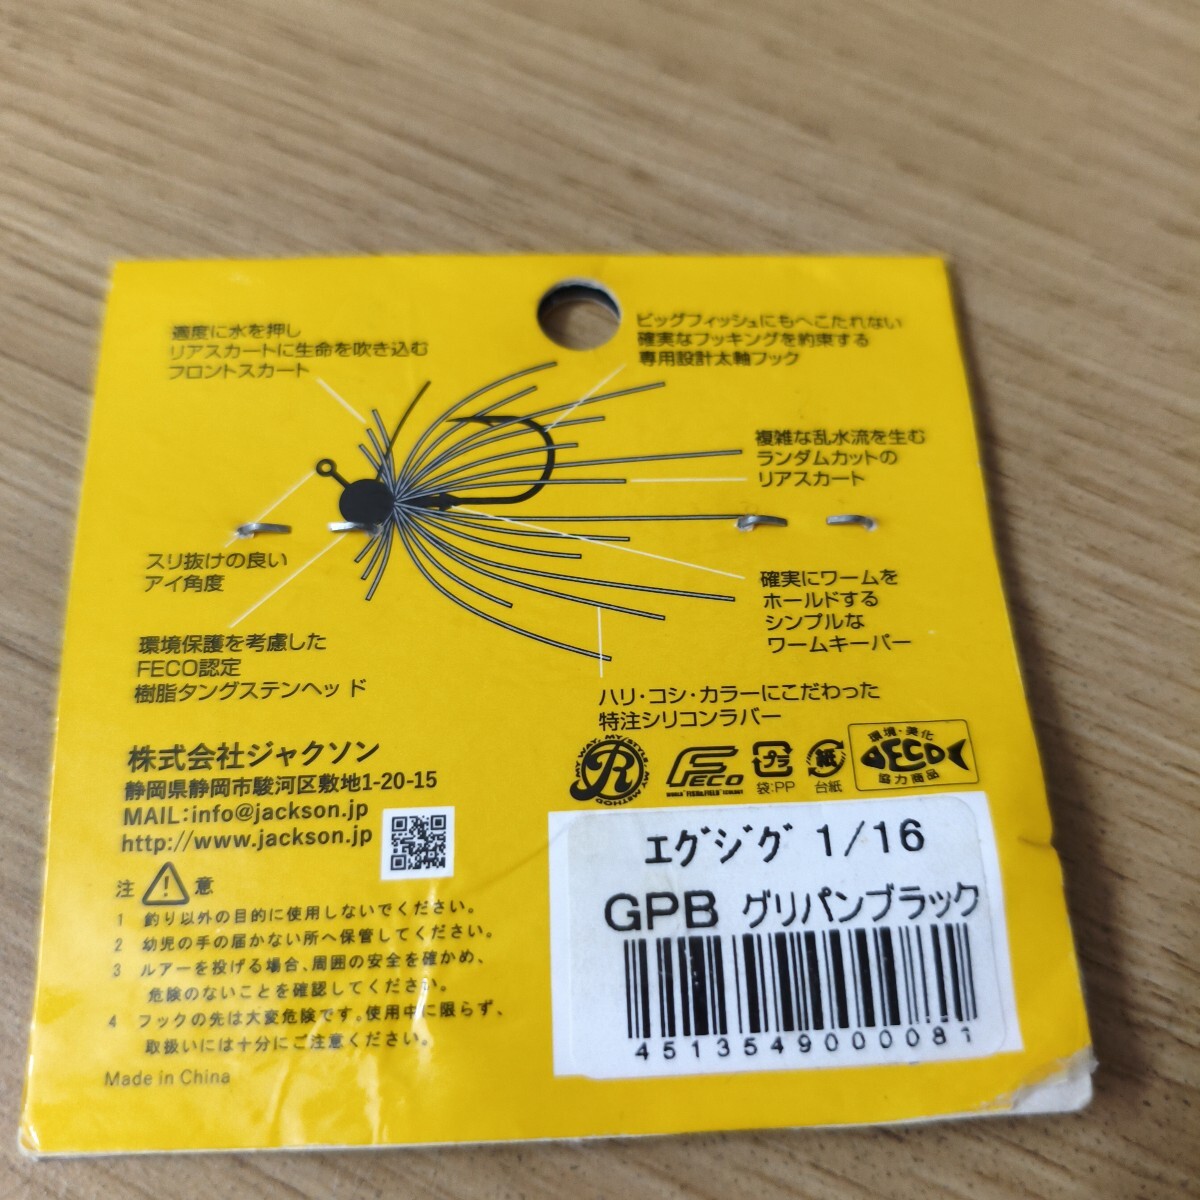 適度に水を押し
リアスカートに生命を吹き込む
フロントスカート
ビッグフィッシュにもへこたれない
確実なフッキングを約束する
専用設計太軸フック
複雑な乱水流を生む
ランダムカットの
リアスカート
スリ抜けの良い
アイ角度
確実にワームを
ホールドする
シンプルな
ワームキーパー
環境保護を考慮した
FECO認定
樹脂タングステンヘッド
ハリ・コシ・カラーにこだわった
特注シリコンラバー
株式会社ジャクソン
静岡県静岡市駿河区敷地1-20-15
MAIL:info@jackson.jp
http://www.jackson.jp
MY WAY, MY STYLE, MY METHOD
R
FECO
プラ
袋:PP
紙
台紙
環境・美化
ECO
協力商品
注 ! 意
1 釣り以外の目的に使用しないでください。
2 幼児の手の届かない所へ保管してください。
3 ルアーを投げる場合、周囲の安全を確かめ、
危険のないことを確認してください。
4 フックの先は大変危険です。使用中に限らず、
取扱いには十分にご注意ください。
Made in China
エグジグ 1/16
GPB グリパンブラック
4513549000081